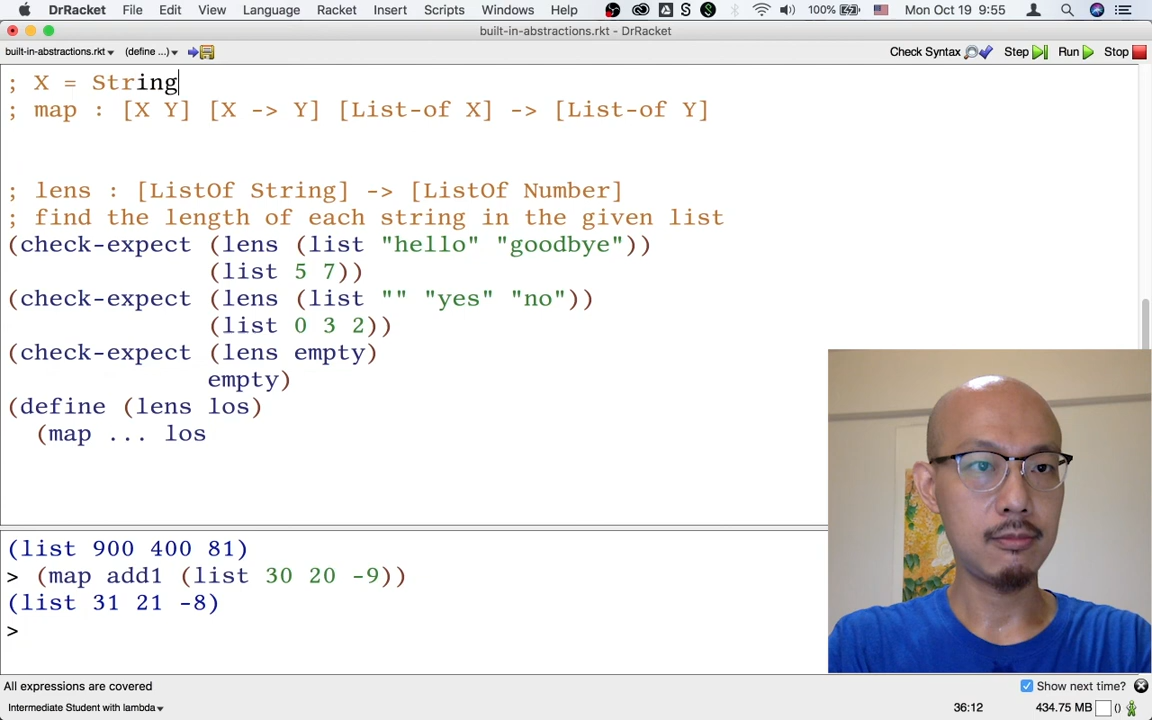 DrRacket File Edit View Language Racket Insert Scripts Windows Help S 100% Mon Oct 19 9:55
built-in-abstractions.rkt - DrRacket
built-in-abstractions.rkt (define ...) Check Syntax Step Run Stop
; X = String
; map : [X Y] [X -> Y] [List-of X] -> [List-of Y]
; lens : [ListOf String] -> [ListOf Number]
; find the length of each string in the given list
(check-expect (lens (list "hello" "goodbye"))
(list 5 7))
(check-expect (lens (list "" "yes" "no"))
(list 0 3 2))
(check-expect (lens empty)
empty)
(define (lens los)
(map ... los
(list 900 400 81)
> (map add1 (list 30 20 -9))
(list 31 21 -8)
>
All expressions are covered Show next time?
Intermediate Student with lambda 36:12 434.75 MB ()